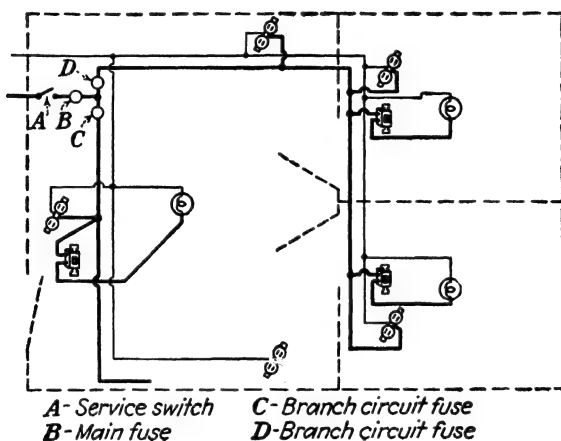 D
A B
C
A - Service switch C - Branch circuit fuse
B - Main fuse D - Branch circuit fuse